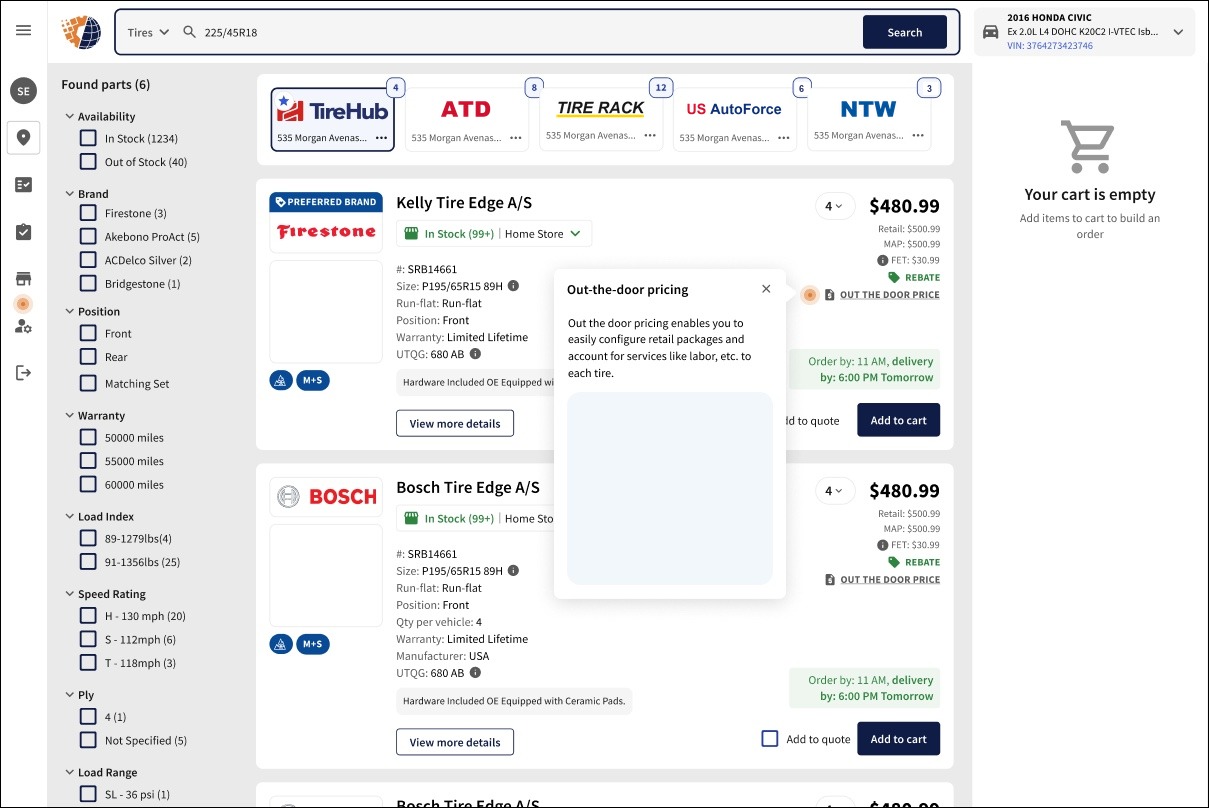 Tires
225/45R18
Search
2016 HONDA CIVIC
Ex 2.0L L4 DOHC K20C2 I-VTEC Isb...
VIN: 3764273423746
SE
Found parts (6)
Availability
In Stock (1234)
Out of Stock (40)
Brand
Firestone (3)
Akebono ProAct (5)
ACDelco Silver (2)
Bridgestone (1)
Position
Front
Rear
Matching Set
Warranty
50000 miles
55000 miles
60000 miles
Load Index
89-1279lbs(4)
91-1356lbs (25)
Speed Rating
H - 130 mph (20)
S - 112mph (6)
T - 118mph (3)
Ply
4 (1)
Not Specified (5)
Load Range
SL - 36 psi (1)
4
TireHub
535 Morgan Avenas...
8
ATD
535 Morgan Avenas...
12
TIRE RACK
535 Morgan Avenas...
6
US AutoForce
535 Morgan Avenas...
3
NTW
535 Morgan Avenas...
PREFERRED BRAND
Firestone
M+S
Kelly Tire Edge A/S
In Stock (99+) | Home Store
#: SRB14661
Size: P195/65R15 89H
Run-flat: Run-flat
Position: Front
Warranty: Limited Lifetime
UTQG: 680 AB
Hardware Included OE Equipped wi
View more details
4
$480.99
Retail: $500.99
MAP: $500.99
FET: $30.99
REBATE
OUT THE DOOR PRICE
Order by: 11 AM, delivery
by: 6:00 PM Tomorrow
dd to quote
Add to cart
Out-the-door pricing
Out the door pricing enables you to
easily configure retail packages and
account for services like labor, etc. to
each tire.
BOSCH
M+S
Bosch Tire Edge A/S
In Stock (99+) | Home Sto
#: SRB14661
Size: P195/65R15 89H
Run-flat: Run-flat
Position: Front
Qty per vehicle: 4
Warranty: Limited Lifetime
Manufacturer: USA
UTQG: 680 AB
Hardware Included OE Equipped with Ceramic Pads.
View more details
4
$480.99
Retail: $500.99
MAP: $500.99
FET: $30.99
REBATE
OUT THE DOOR PRICE
Order by: 11 AM, delivery
by: 6:00 PM Tomorrow
Add to quote
Add to cart
Bosch Tire Edge A/S
4
$480.99
Your cart is empty
Add items to cart to build an
order